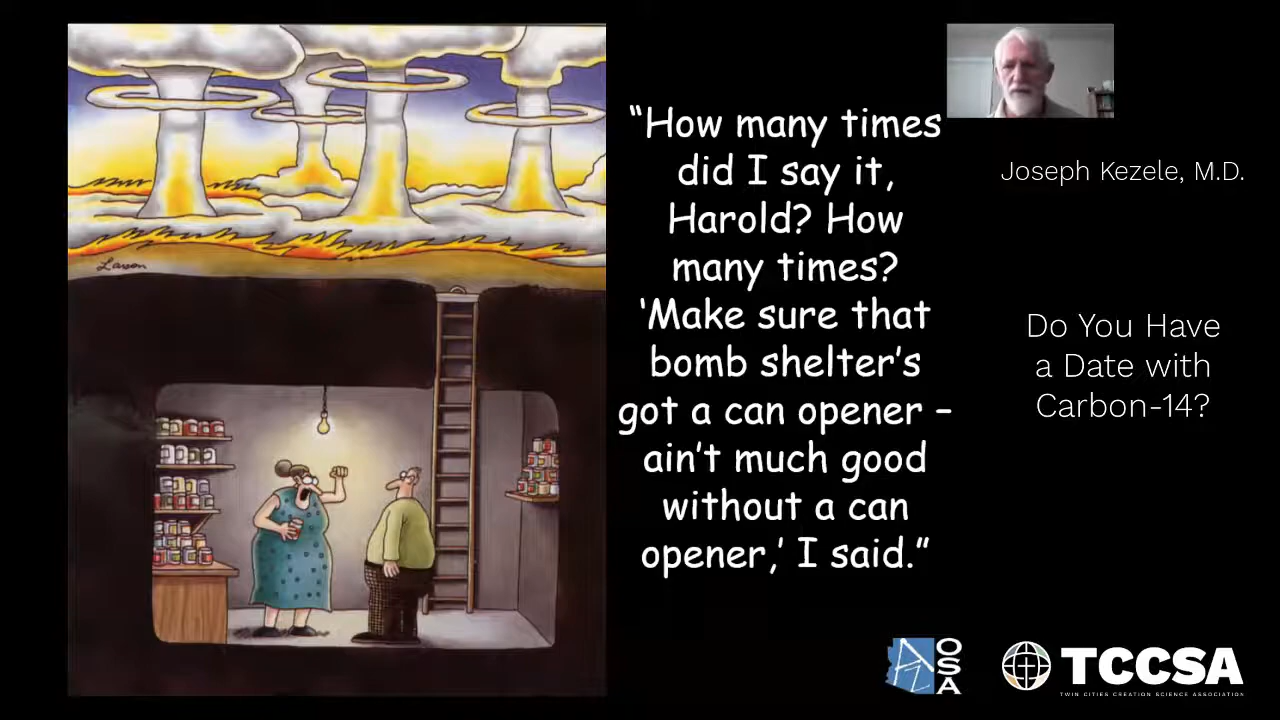 Larson
“How many times
did I say it,
Harold? How
many times?
‘Make sure that
bomb shelter’s
got a can opener –
ain’t much good
without a can
opener,’ I said.”
Joseph Kezele, M.D.
Do You Have
a Date with
Carbon-14?
AZ
OSA
TCCSA
TWIN CITIES CREATION SCIENCE ASSOCIATION